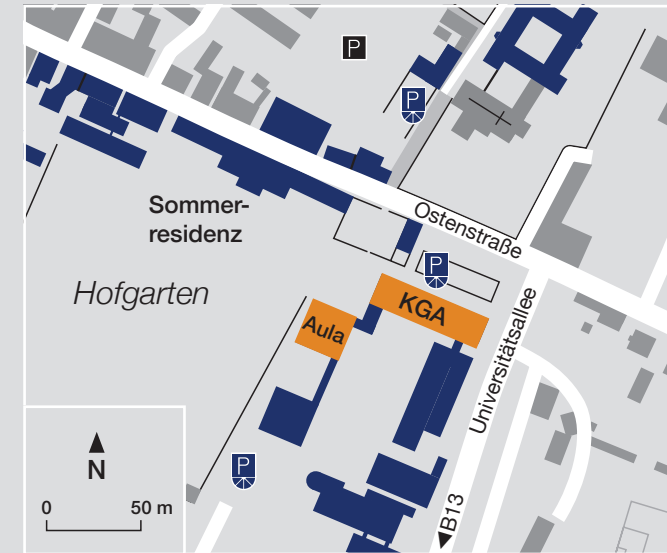 P
P
Sommer-
residenz
Ostenstraße
Hofgarten
P
KGA
Aula
Universitätsallee
P
N
0 50 m
B13